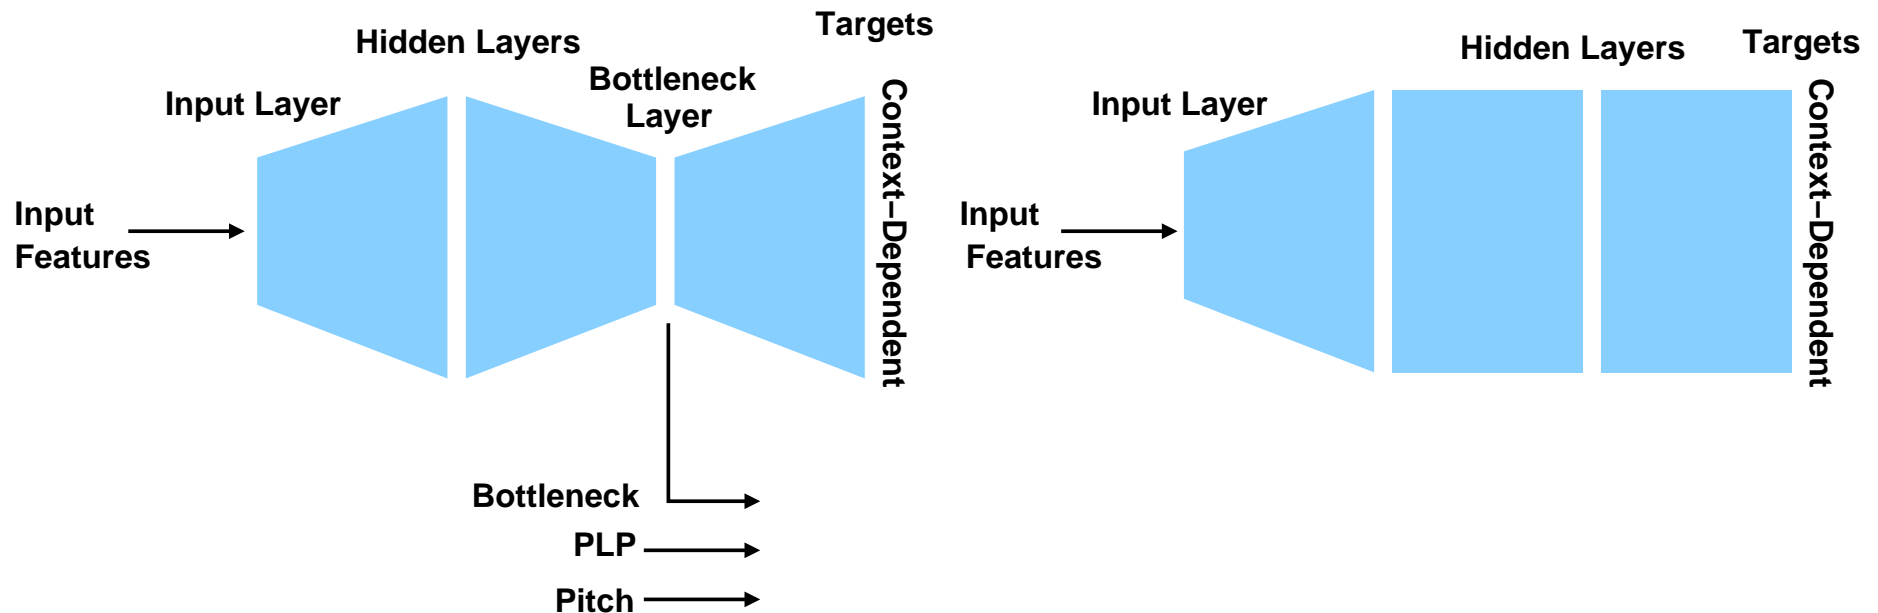 Targets
Hidden Layers
Bottleneck
Layer
Input Layer
Input
Features
Context−Dependent
Bottleneck
PLP
Pitch
Hidden Layers
Targets
Input Layer
Input
Features
Context−Dependent